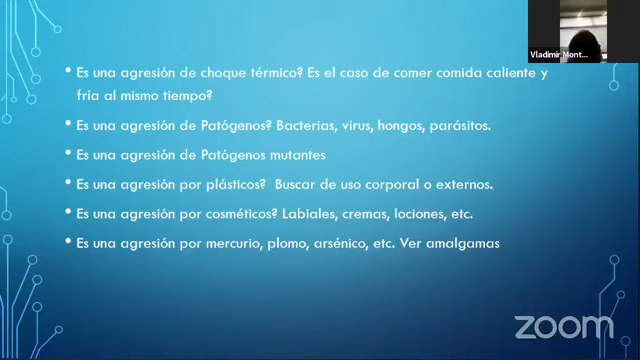 Vladimir Mont...
• Es una agresión de choque térmico? Es el caso de comer comida caliente y
fría al mismo tiempo?
• Es una agresión de Patógenos? Bacterias, virus, hongos, parásitos.
• Es una agresión de Patógenos mutantes
• Es una agresión por plásticos?  Buscar de uso corporal o externos.
• Es una agresión por cosméticos? Labiales, cremas, lociones, etc.
• Es una agresión por mercurio, plomo, arsénico, etc. Ver amalgamas
zoom